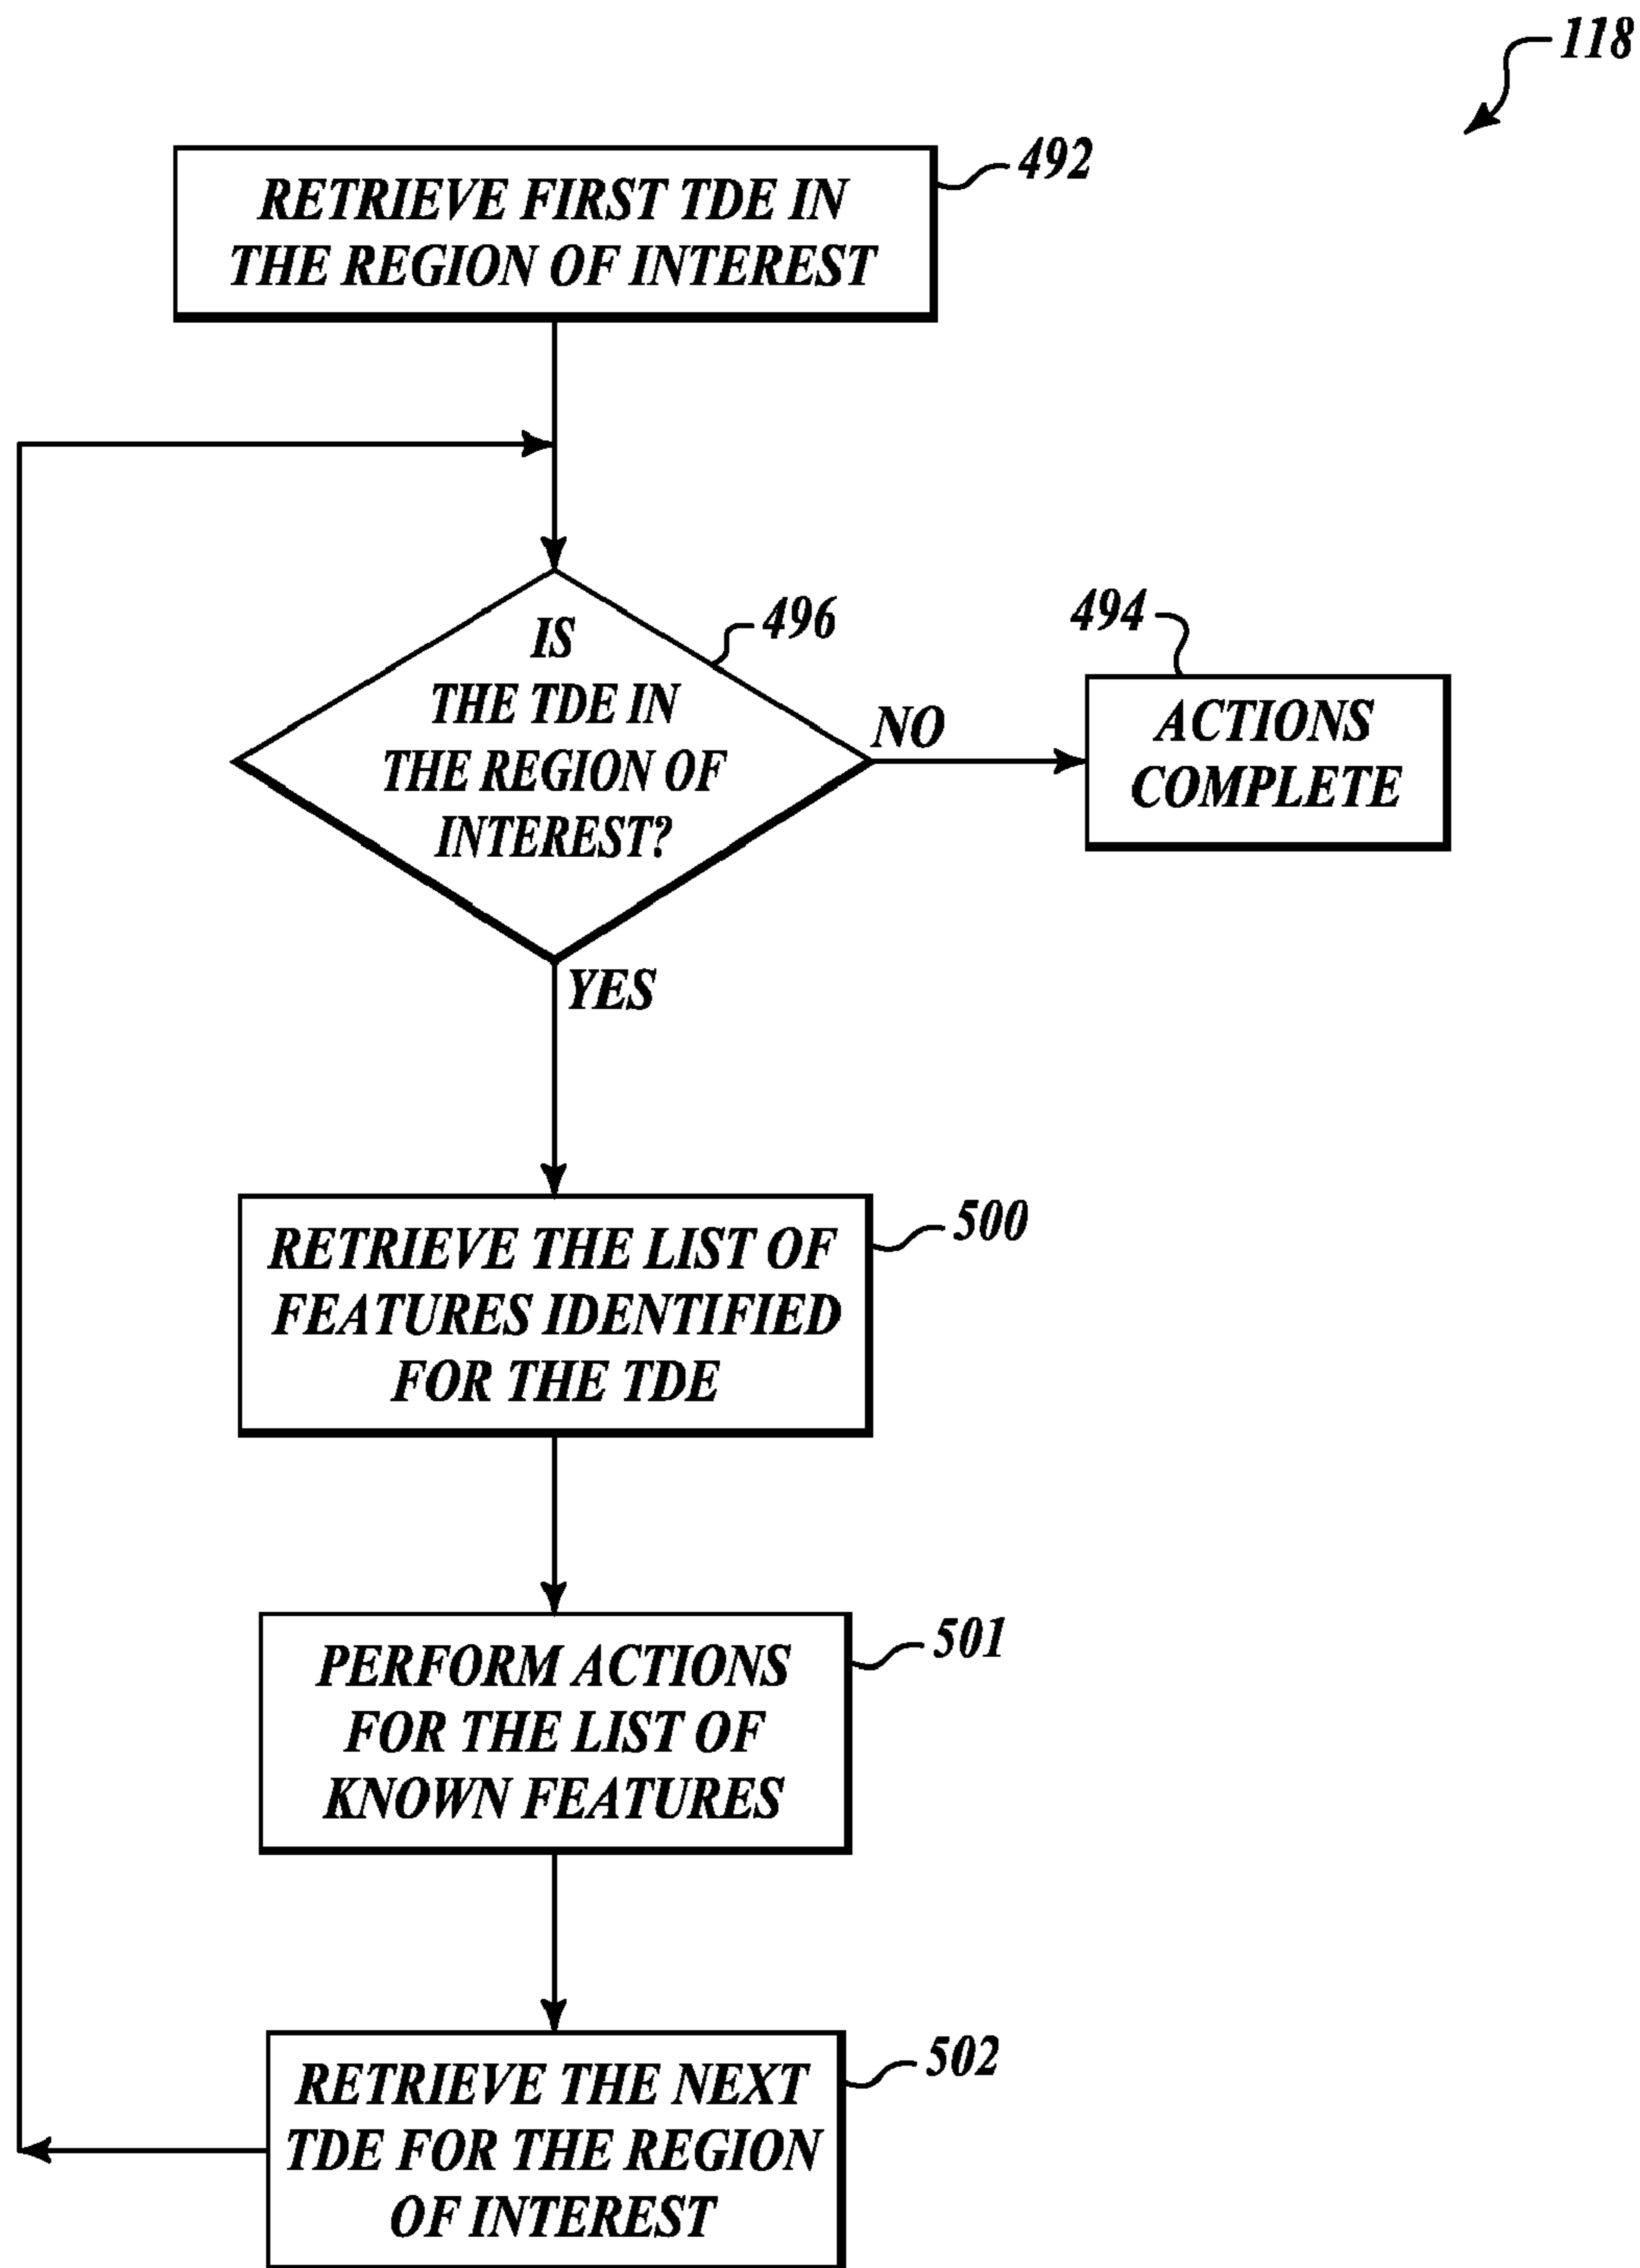 118
492
RETRIEVE FIRST TDE IN
THE REGION OF INTEREST
496
IS
THE TDE IN
THE REGION OF
INTEREST?
NO
494
ACTIONS
COMPLETE
YES
500
RETRIEVE THE LIST OF
FEATURES IDENTIFIED
FOR THE TDE
501
PERFORM ACTIONS
FOR THE LIST OF
KNOWN FEATURES
502
RETRIEVE THE NEXT
TDE FOR THE REGION
OF INTEREST